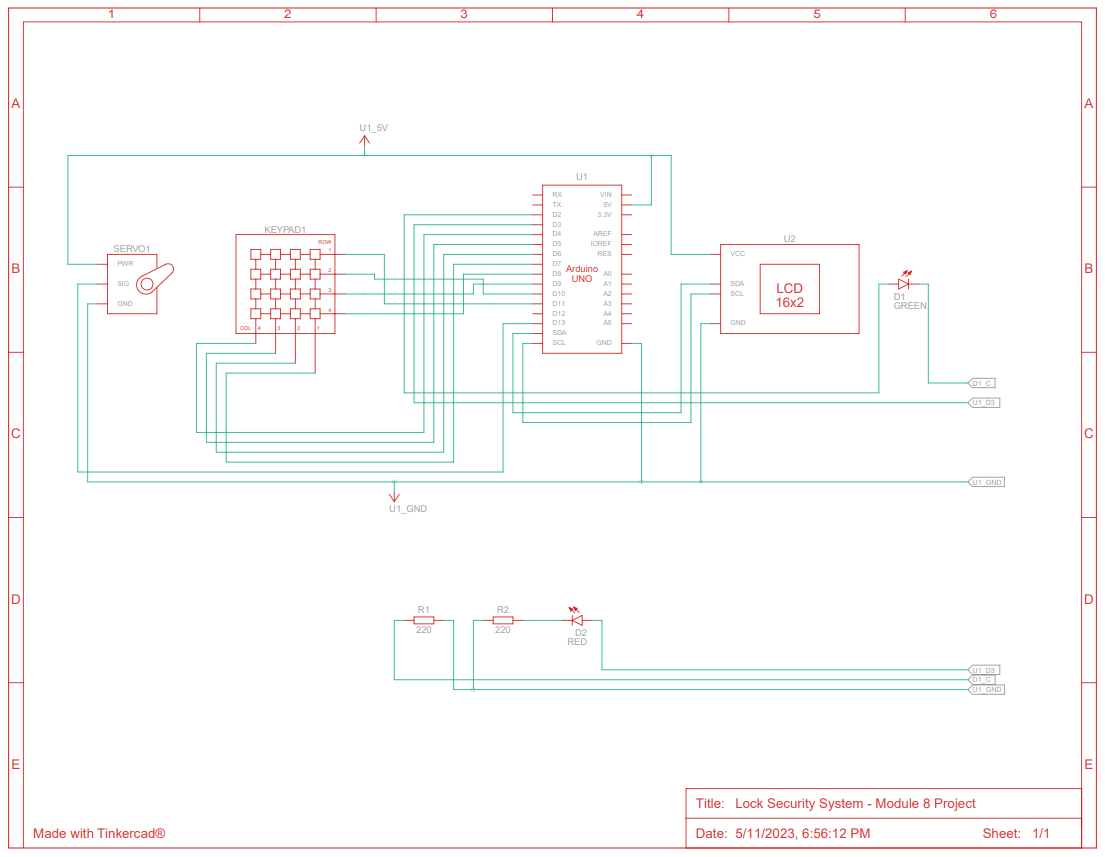 1 2 3 4 5 6
A A
U1_5V
U1
RX VIN
TX 5V
D2 3.3V
D3
D4 AREF
D5 IOREF
D6 RES
D7
D8 A0
D9 A1
D10 A2
D11 A3
D12 A4
D13 A5
SDA
SCL GND
Arduino
UNO
KEYPAD1
ROW
1
2
3
4
COL 4 3 2 1
SERVO1
PWR
SIG
GND
U2
VCC
SDA
SCL
GND
LCD
16x2
B B
D1
GREEN
D1_C
U1_D3
C C
U1_GND
U1_GND
R1
220
R2
220
D2
RED
D D
U1_D3
D1_C
U1_GND
E E
Title: Lock Security System - Module 8 Project
Made with Tinkercad®
Date: 5/11/2023, 6:56:12 PM Sheet: 1/1